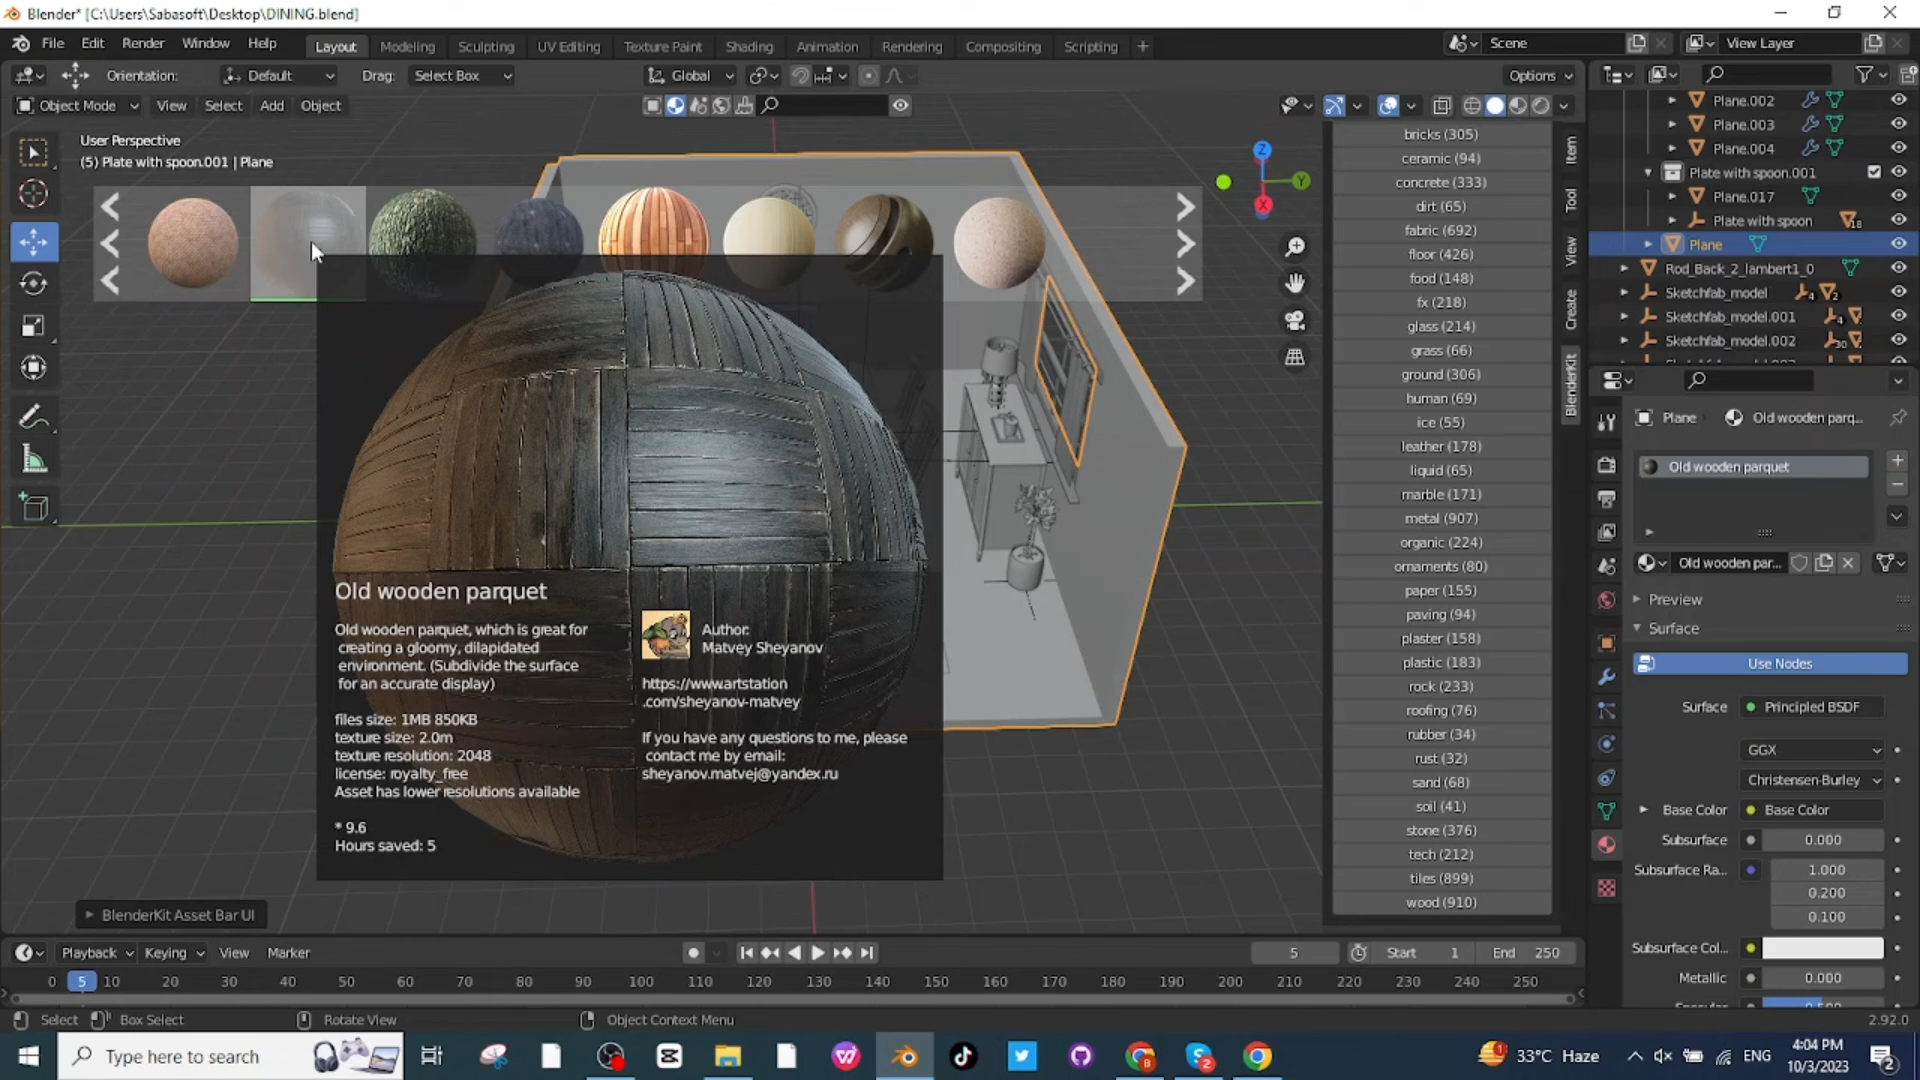 Blender* [C:\Users\Sabasoft\Desktop\DINING.blend]
File Edit Render Window Help
Layout Modeling Sculpting UV Editing Texture Paint Shading Animation Rendering Compositing Scripting +
Scene
View Layer
Orientation: Default Drag: Select Box
Global
Options
Object Mode View Select Add Object
User Perspective
(5) Plate with spoon.001 | Plane
Z
Y
X
bricks (305)
ceramic (94)
concrete (333)
dirt (65)
fabric (692)
floor (426)
food (148)
fx (218)
glass (214)
grass (66)
ground (306)
human (69)
ice (55)
leather (178)
liquid (65)
marble (171)
metal (907)
organic (224)
ornaments (80)
paper (155)
paving (94)
plaster (158)
plastic (183)
rock (233)
roofing (76)
rubber (34)
rust (32)
sand (68)
soil (41)
stone (376)
tech (212)
tiles (899)
wood (910)
Item
Tool
View
Create
BlenderKit
Plane.002
Plane.003
Plane.004
Plate with spoon.001
Plane.017
Plate with spoon 18
Plane
Rod_Back_2_lambert1_0
Sketchfab_model 4 2
Sketchfab_model.001 4
Sketchfab_model.002 30
Plane Old wooden parq...
Old wooden parquet
Old wooden par...
Preview
Surface
Use Nodes
Surface Principled BSDF
GGX
Christensen-Burley
Base Color Base Color
Subsurface 0.000
Subsurface Ra... 1.000
0.200
0.100
Subsurface Col...
Metallic 0.000
Old wooden parquet
Old wooden parquet, which is great for
creating a gloomy, dilapidated
environment. (Subdivide the surface
for an accurate display)
files size: 1MB 850KB
texture size: 2.0m
texture resolution: 2048
license: royalty_free
Asset has lower resolutions available
* 9.6
Hours saved: 5
Author:
Matvey Sheyanov
https://www.artstation
.com/sheyanov-matvey
If you have any questions to me, please
contact me by email:
sheyanov.matvej@yandex.ru
BlenderKit Asset Bar UI
Playback Keying View Marker
5 Start 1 End 250
0 5 10 20 30 40 50 60 70 80 90 100 110 120 130 140 150 160 170 180 190 200 210 220 230 240 250
Select Box Select Rotate View Object Context Menu
2.92.0
Type here to search
33°C Haze
ENG
4:04 PM
10/3/2023
2